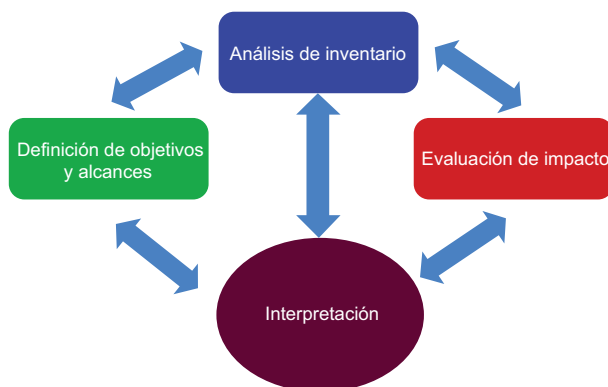 Análisis de inventario
Definición de objetivos
y alcances
Evaluación de impacto
Interpretación